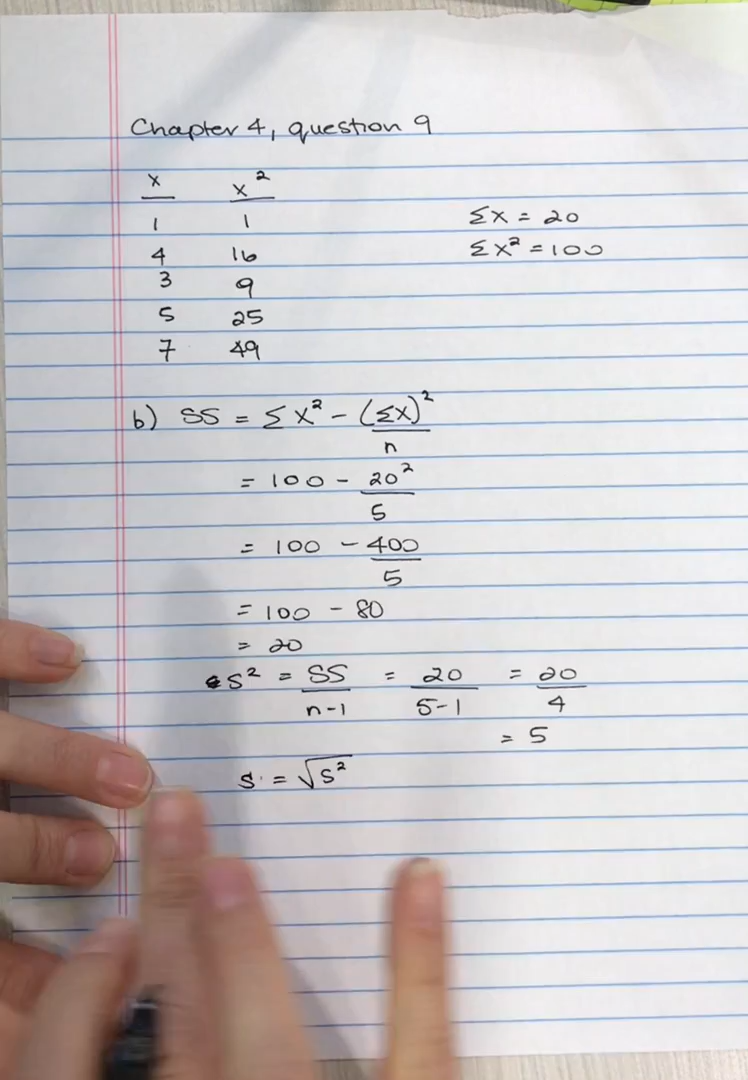 Chapter 4, question 9
x x²
1 1
4 16
3 9
5 25
7 49
Σx = 20
Σx² = 100
b) SS = Σx² - (Σx)²/n
= 100 - 20²/5
= 100 - 400/5
= 100 - 80
= 20
s² = SS/n-1 = 20/5-1 = 20/4
= 5
s = √s²